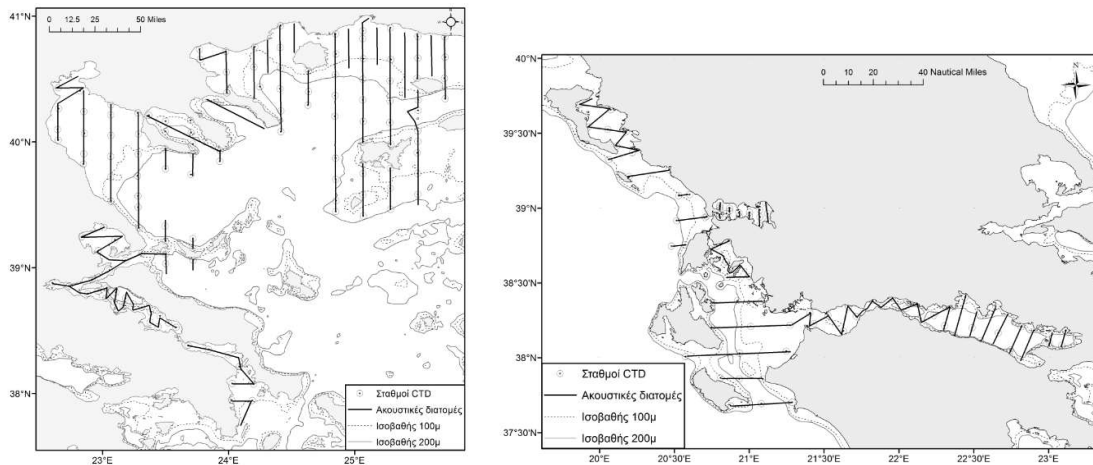 41°N
0 12.5 25 50 Miles
40°N
39°N
38°N
Σταθμοί CTD
Ακουστικές διατομές
Ισοβαθής 100μ
Ισοβαθής 200μ
23°E 24°E 25°E
40°N
0 10 20 40 Nautical Miles
N
39°30'N
39°N
38°30'N
38°N
37°30'N
Σταθμοί CTD
Ακουστικές διατομές
Ισοβαθής 100μ
Ισοβαθής 200μ
20°E 20°30'E 21°E 21°30'E 22°E 22°30'E 23°E